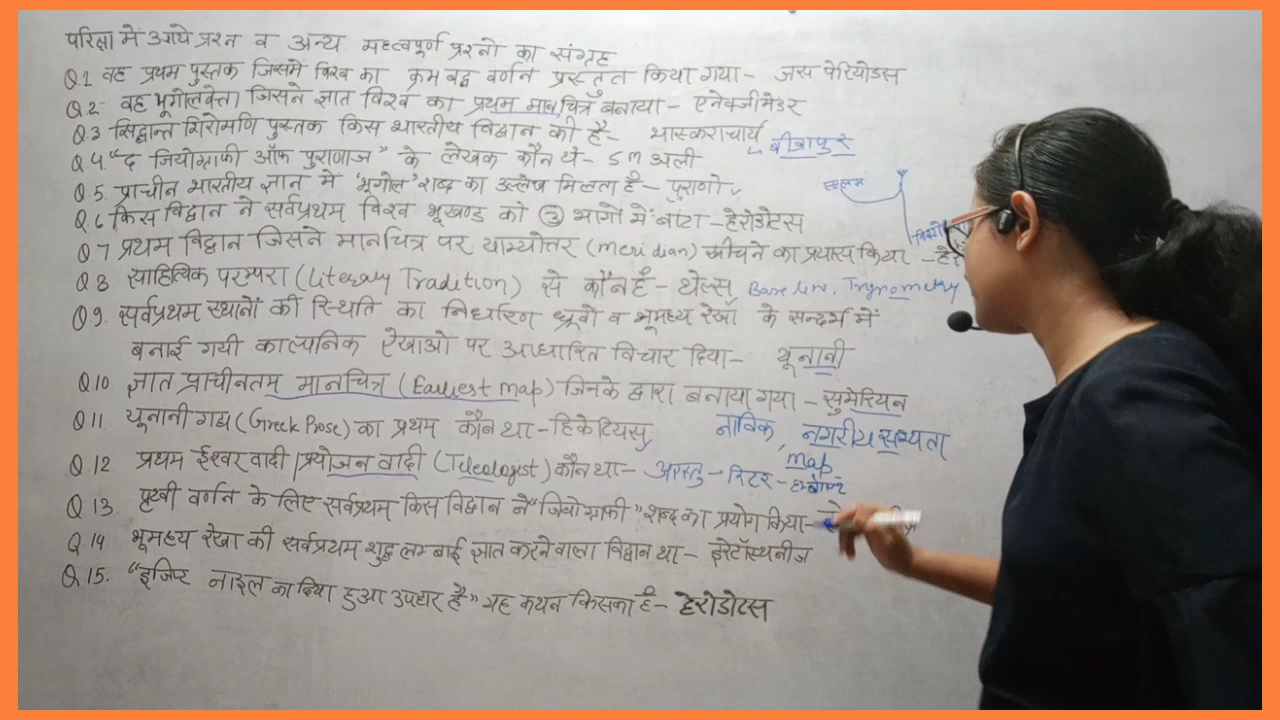 परिक्षा में आये प्रश्न व अन्य महत्वपूर्ण प्रश्नों का संग्रह
Q.1 वह प्रथम पुस्तक जिसमें विश्व का क्रमबद्ध वर्णन प्रस्तुत किया गया - जस पेरियोडस
Q.2- वह भूगोलवेत्ता जिसने ज्ञात विश्व का प्रथम मानचित्र बनाया - एनेक्जीमेंडर
Q.3 सिद्धान्त शिरोमणि पुस्तक किस भारतीय विद्वान की है - भास्कराचार्य बीजापुर
Q.4 "द जियोग्राफी ऑफ पुराणाज" के लेखक कौन थे - S M अली
Q.5. प्राचीन भारतीय ज्ञान में 'भूगोल' शब्द का उल्लेख मिलता है - पुराणो
Q.6 किस विद्वान ने सर्वप्रथम विश्व भूखण्ड को 3 भागों में बांटा - हेरोडोटस
Q 7 प्रथम विद्वान जिसने मानचित्र पर याम्योत्तर (Meridian) खीचने का प्रयास किया -
Q 8 साहित्यिक परम्परा (Literary Tradition) से कौन है - थेल्स Base line, Trignometry
Q 9. सर्वप्रथम स्थानों की स्थिति का निर्धारण ध्रुवों व भूमध्य रेखा के सन्दर्भ में
बनाई गयी काल्पनिक रेखाओ पर आधारित विचार दिया - यूनानी
Q10. ज्ञात प्राचीनतम मानचित्र (Earliest Map) जिनके द्वारा बनाया गया - सुमेरियन
Q11 यूनानी गद्य (Greek Prose) का प्रथम कौन था - हिकेटियस, नाविक, नगरीय सभ्यता
map
Q.12 प्रथम ईश्वरवादी/प्रयोजनवादी (Teleologist) कौन था - अरस्तु - रिटर -
Q 13. पृथ्वी वर्णन के लिए सर्वप्रथम किस विद्वान ने "जियोग्राफी" शब्द का प्रयोग किया -
Q 14 भूमध्य रेखा की सर्वप्रथम शुद्ध लम्बाई ज्ञात करने वाला विद्वान था - इरेटॉस्थनीज
Q.15. "इजिप्ट नाइल का दिया हुआ उपहार है" यह कथन किसका है - हेरोडोटस